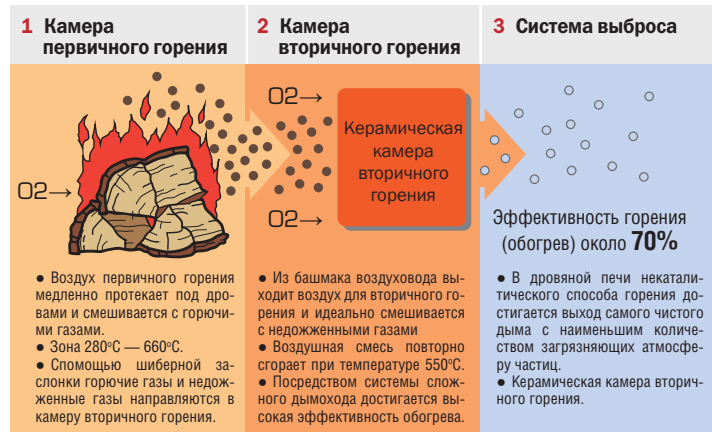 1 Камера
первичного горения
2 Камера
вторичного горения
3 Система выброса
O2→
O2→
Керамическая
камера
вторичного
горения
O2→
Эффективность горения
(обогрев) около 70%
● Воздух первичного горения
медленно протекает под дро-
вами и смешивается с горючи-
ми газами.
● Зона 280ºC — 660ºC.
● Спомощью шиберной за-
слонки горючие газы и недож-
женные газы направляются в
камеру вторичного горения.
● Из башмака воздуховода вы-
ходит воздух для вторичного го-
рения и идеально смешивается
с недожженными газами
● Воздушная смесь повторно
сгорает при температуре 550ºC.
● Посредством системы слож-
ного дымохода достигается вы-
сокая эффективность обогрева.
● В дровяной печи некатали-
тического способа горения до-
стигается выход самого чистого
дыма с наименьшим количе-
ством загрязняющих атмосфе-
ру частиц.
● Керамическая камера вторич-
ного горения.